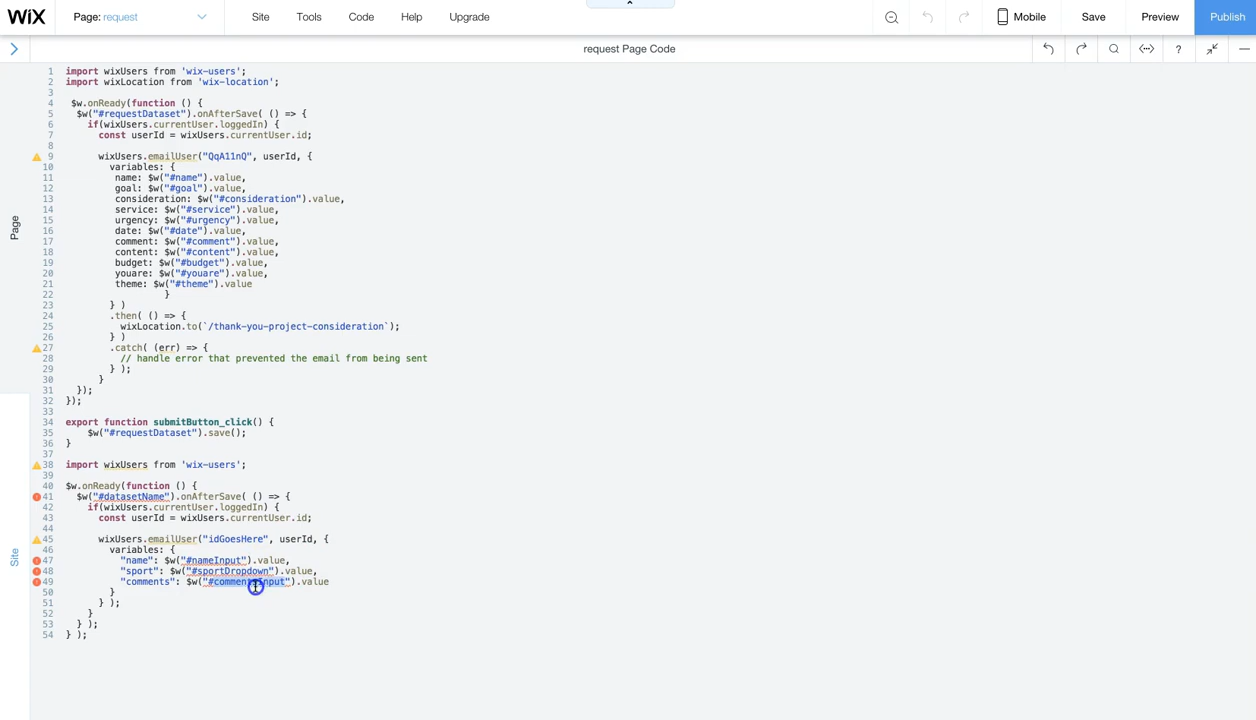 WiX Page: request Site Tools Code Help Upgrade Mobile Save Preview Publish
request Page Code ?
1 import wixUsers from 'wix-users';
2 import wixLocation from 'wix-location';
3
4 $w.onReady(function () {
5 $w("#requestDataset").onAfterSave( () => {
6 if(wixUsers.currentUser.loggedIn) {
7 const userId = wixUsers.currentUser.id;
8
9 wixUsers.emailUser("QqA11nQ", userId, {
10 variables: {
11 name: $w("#name").value,
12 goal: $w("#goal").value,
13 consideration: $w("#consideration").value,
14 service: $w("#service").value,
15 urgency: $w("#urgency").value,
16 date: $w("#date").value,
17 comment: $w("#comment").value,
18 content: $w("#content").value,
19 budget: $w("#budget").value,
20 youare: $w("#youare").value,
21 theme: $w("#theme").value
22 }
23 } )
24 .then( () => {
25 wixLocation.to(`/thank-you-project-consideration`);
26 } )
27 .catch( (err) => {
28 // handle error that prevented the email from being sent
29 } );
30 }
31 });
32 });
33
34 export function submitButton_click() {
35 $w("#requestDataset").save();
36 }
37
38 import wixUsers from 'wix-users';
39
40 $w.onReady(function () {
41 $w("#datasetName").onAfterSave( () => {
42 if(wixUsers.currentUser.loggedIn) {
43 const userId = wixUsers.currentUser.id;
44
45 wixUsers.emailUser("idGoesHere", userId, {
46 variables: {
47 "name": $w("#nameInput").value,
48 "sport": $w("#sportDropdown").value,
49 "comments": $w("#commentsInput").value
50 }
51 } );
52 }
53 } );
54 } );
Page
Site